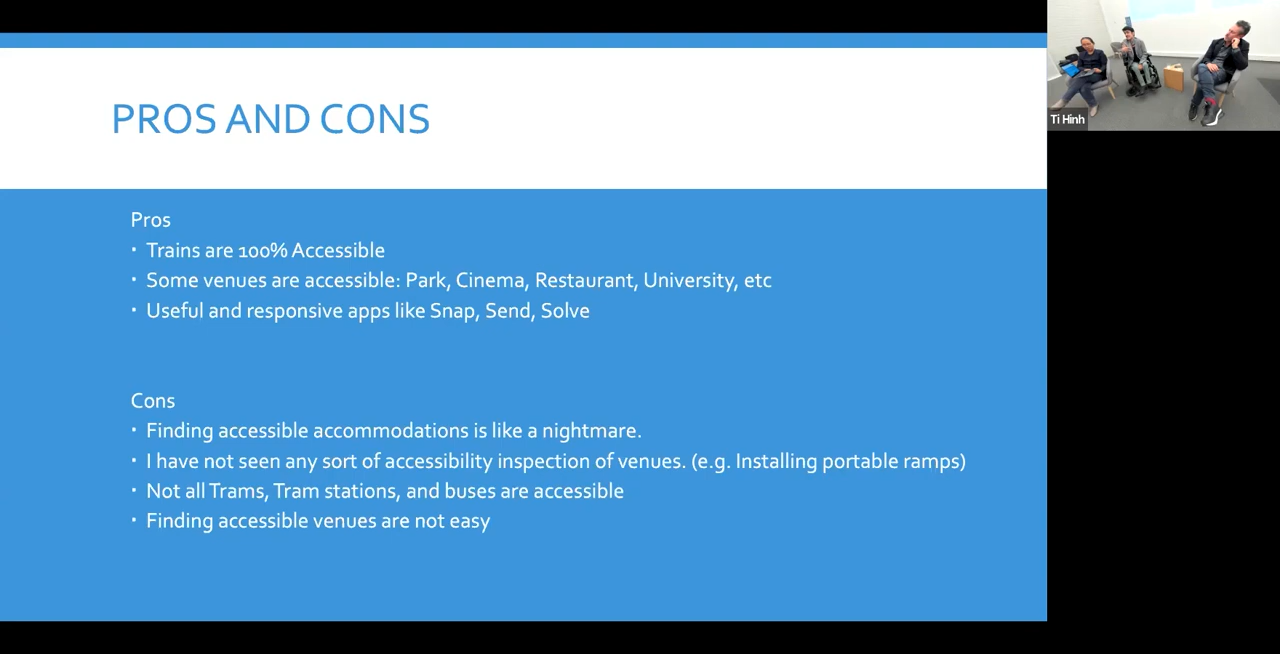 PROS AND CONS
Pros
• Trains are 100% Accessible
• Some venues are accessible: Park, Cinema, Restaurant, University, etc
• Useful and responsive apps like Snap, Send, Solve
Cons
• Finding accessible accommodations is like a nightmare.
• I have not seen any sort of accessibility inspection of venues. (e.g. Installing portable ramps)
• Not all Trams, Tram stations, and buses are accessible
• Finding accessible venues are not easy
Ti Hinh